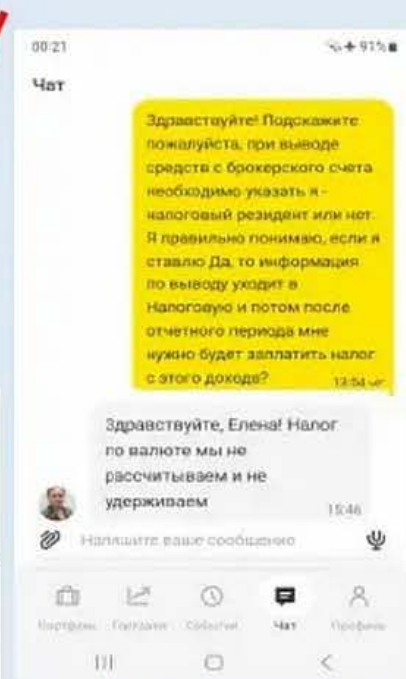 00:21
91%
Чат
Здравствуйте! Подскажите
пожалуйста, при выводе
средств с брокерского счета
необходимо указать я -
налоговый резидент или нет.
Я правильно понимаю, если я
ставлю Да, то информация
по выводу уходит в
Налоговую и потом после
отчетного периода мне
нужно будет заплатить налог
с этого дохода?
13:54
Здравствуйте, Елена! Налог
по валюте мы не
рассчитываем и не
удерживаем
15:46
Напишите ваше сообщение
Портфель События Чат Профиль